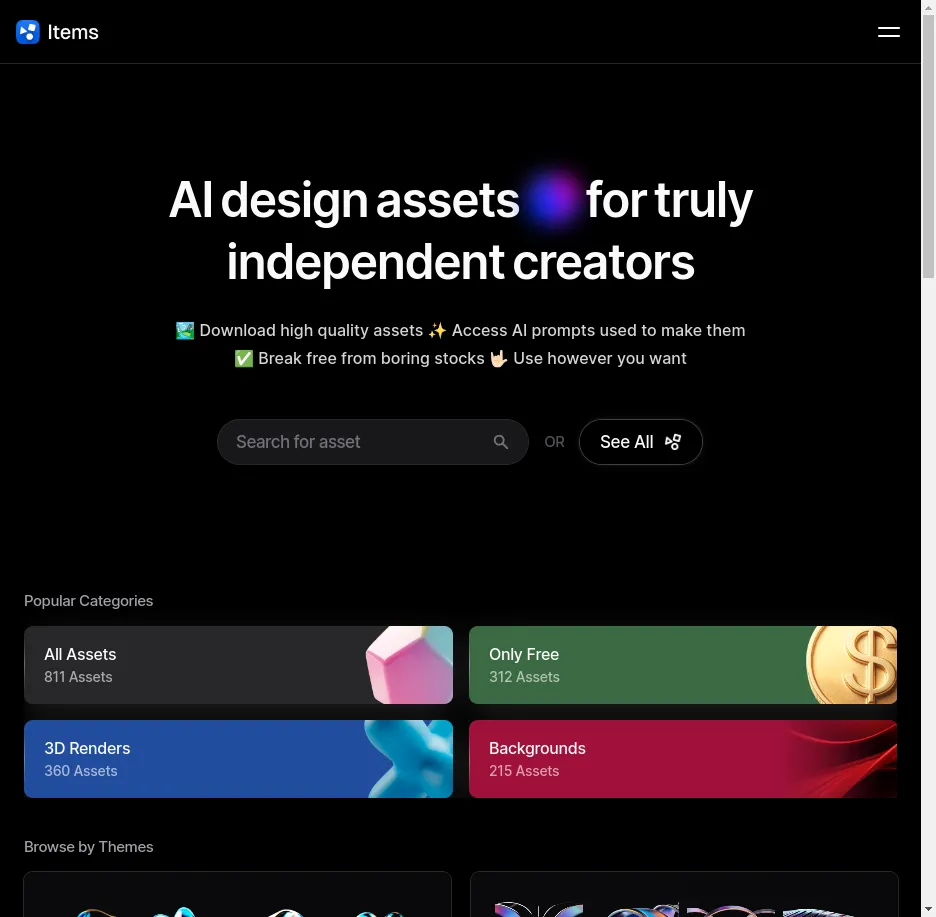 Items
AI design assets for truly
independent creators
🏞️ Download high quality assets ✨ Access AI prompts used to make them
✅ Break free from boring stocks 🤟🏻 Use however you want
Search for asset
OR
See All
Popular Categories
All Assets
811 Assets
Only Free
312 Assets
3D Renders
360 Assets
Backgrounds
215 Assets
Browse by Themes